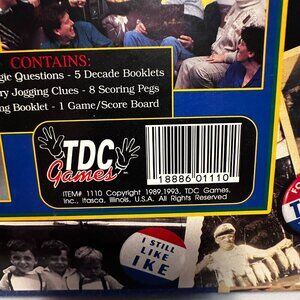 CONTAINS:
gic Questions - 5 Decade Booklets
ry Jogging Clues - 8 Scoring Pegs
ng Booklet - 1 Game/Score Board
TDC
Games
18886 01110
ITEM# 1110 Copyright 1989,1993, TDC Games,
Inc., Itasca, Illinois, U.S.A. All Rights Reserved.
I STILL
LIKE
IKE